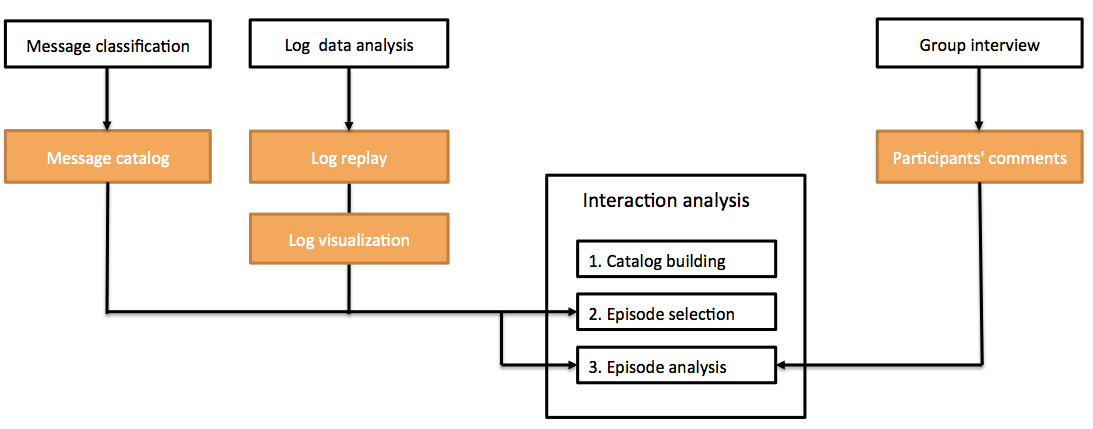 Message classification
Log data analysis
Group interview
Message catalog
Log replay
Participants' comments
Log visualization
Interaction analysis
1. Catalog building
2. Episode selection
3. Episode analysis